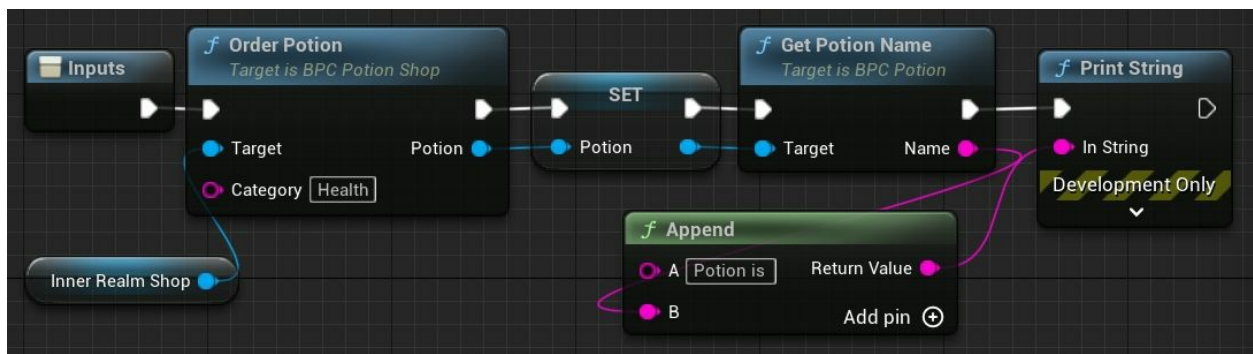 Inputs
f Order Potion
Target is BPC Potion Shop
Target
Potion
Category Health
Inner Realm Shop
SET
Potion
f Get Potion Name
Target is BPC Potion
Target
Name
f Append
A Potion is
Return Value
B
Add pin
f Print String
In String
Development Only